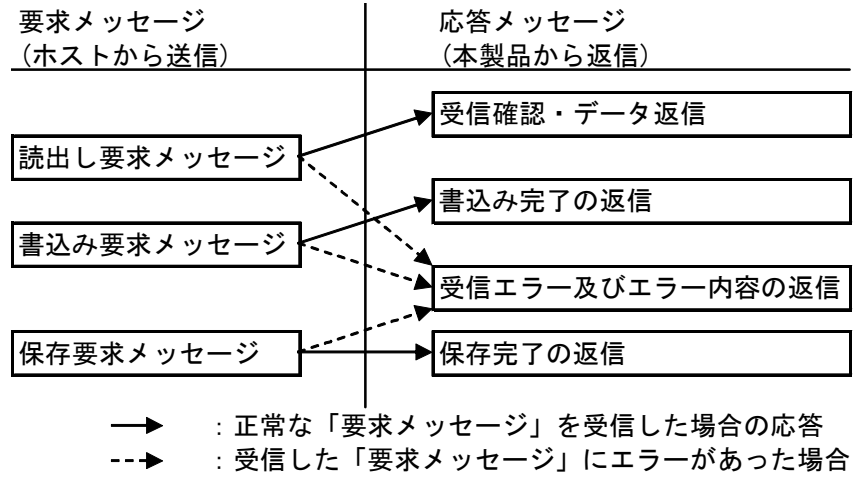 要求メッセージ
(ホストから送信)
応答メッセージ
(本製品から返信)
受信確認・データ返信
読出し要求メッセージ
書込み完了の返信
書込み要求メッセージ
受信エラー及びエラー内容の返信
保存要求メッセージ
保存完了の返信
：正常な「要求メッセージ」を受信した場合の応答
：受信した「要求メッセージ」にエラーがあった場合